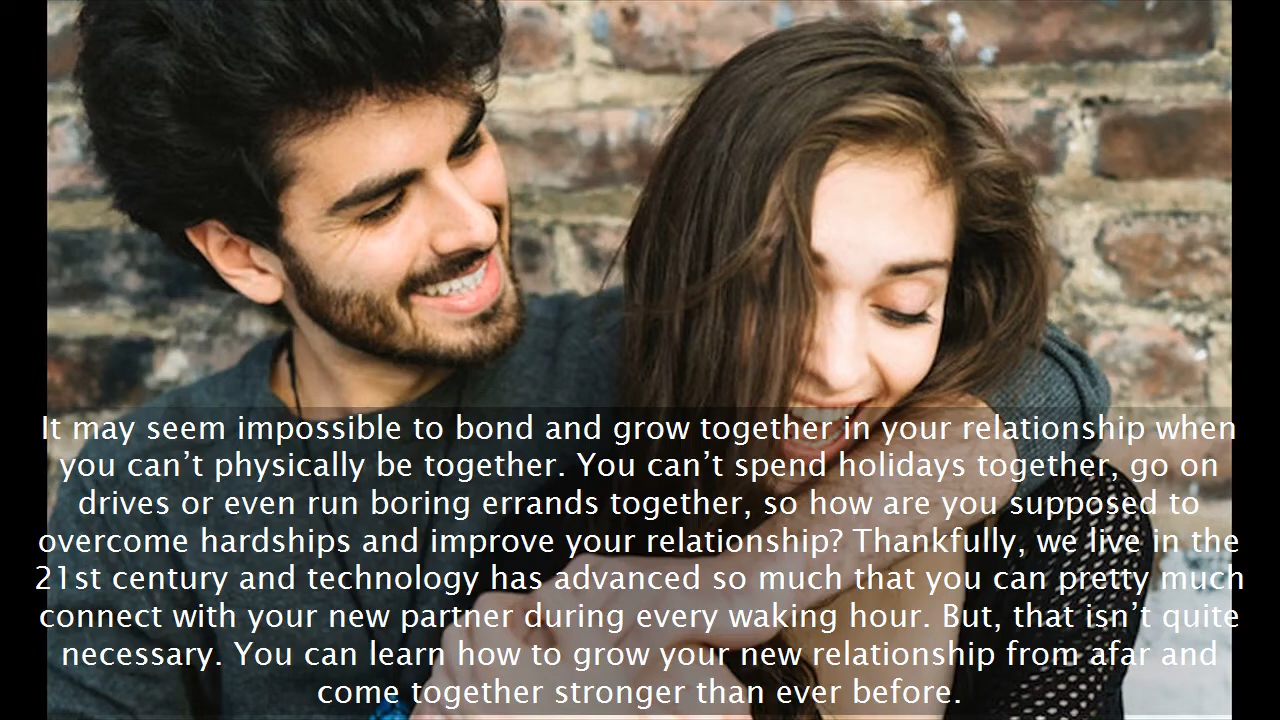 It may seem impossible to bond and grow together in your relationship when
you can’t physically be together. You can’t spend holidays together, go on
drives or even run boring errands together, so how are you supposed to
overcome hardships and improve your relationship? Thankfully, we live in the
21st century and technology has advanced so much that you can pretty much
connect with your new partner during every waking hour. But, that isn’t quite
necessary. You can learn how to grow your new relationship from afar and
come together stronger than ever before.